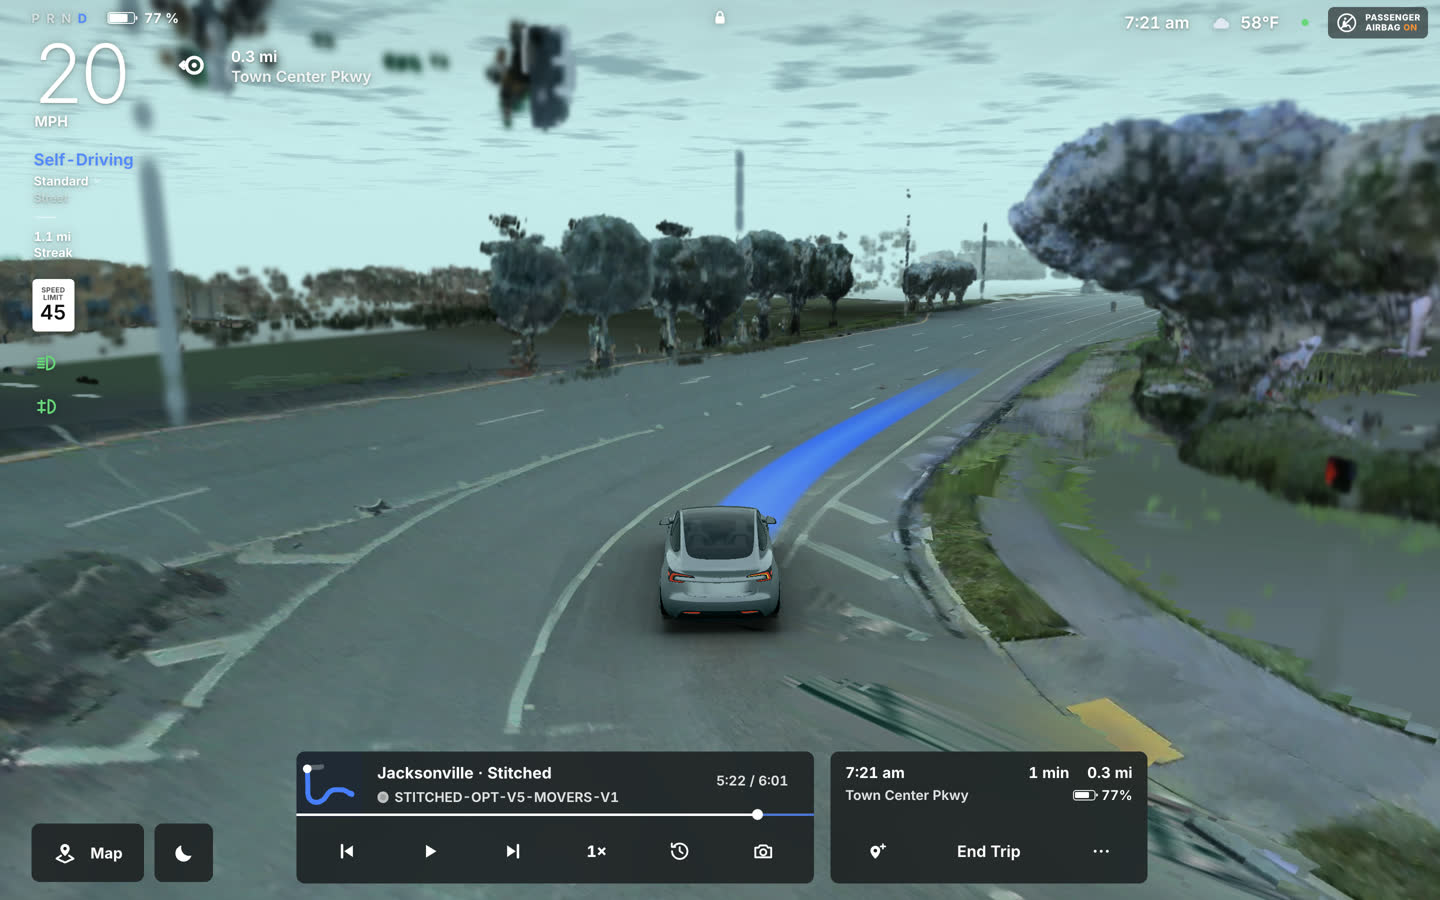 P R N D 77 %
7:21 am 58°F PASSENGER
AIRBAG ON
20
MPH
0.3 mi
Town Center Pkwy
Self-Driving
Standard
Street
1.1 mi
Streak
SPEED
LIMIT
45
Jacksonville · Stitched
STITCHED-OPT-V5-MOVERS-V1
5:22 / 6:01
1×
7:21 am 1 min 0.3 mi
Town Center Pkwy 77%
End Trip
Map